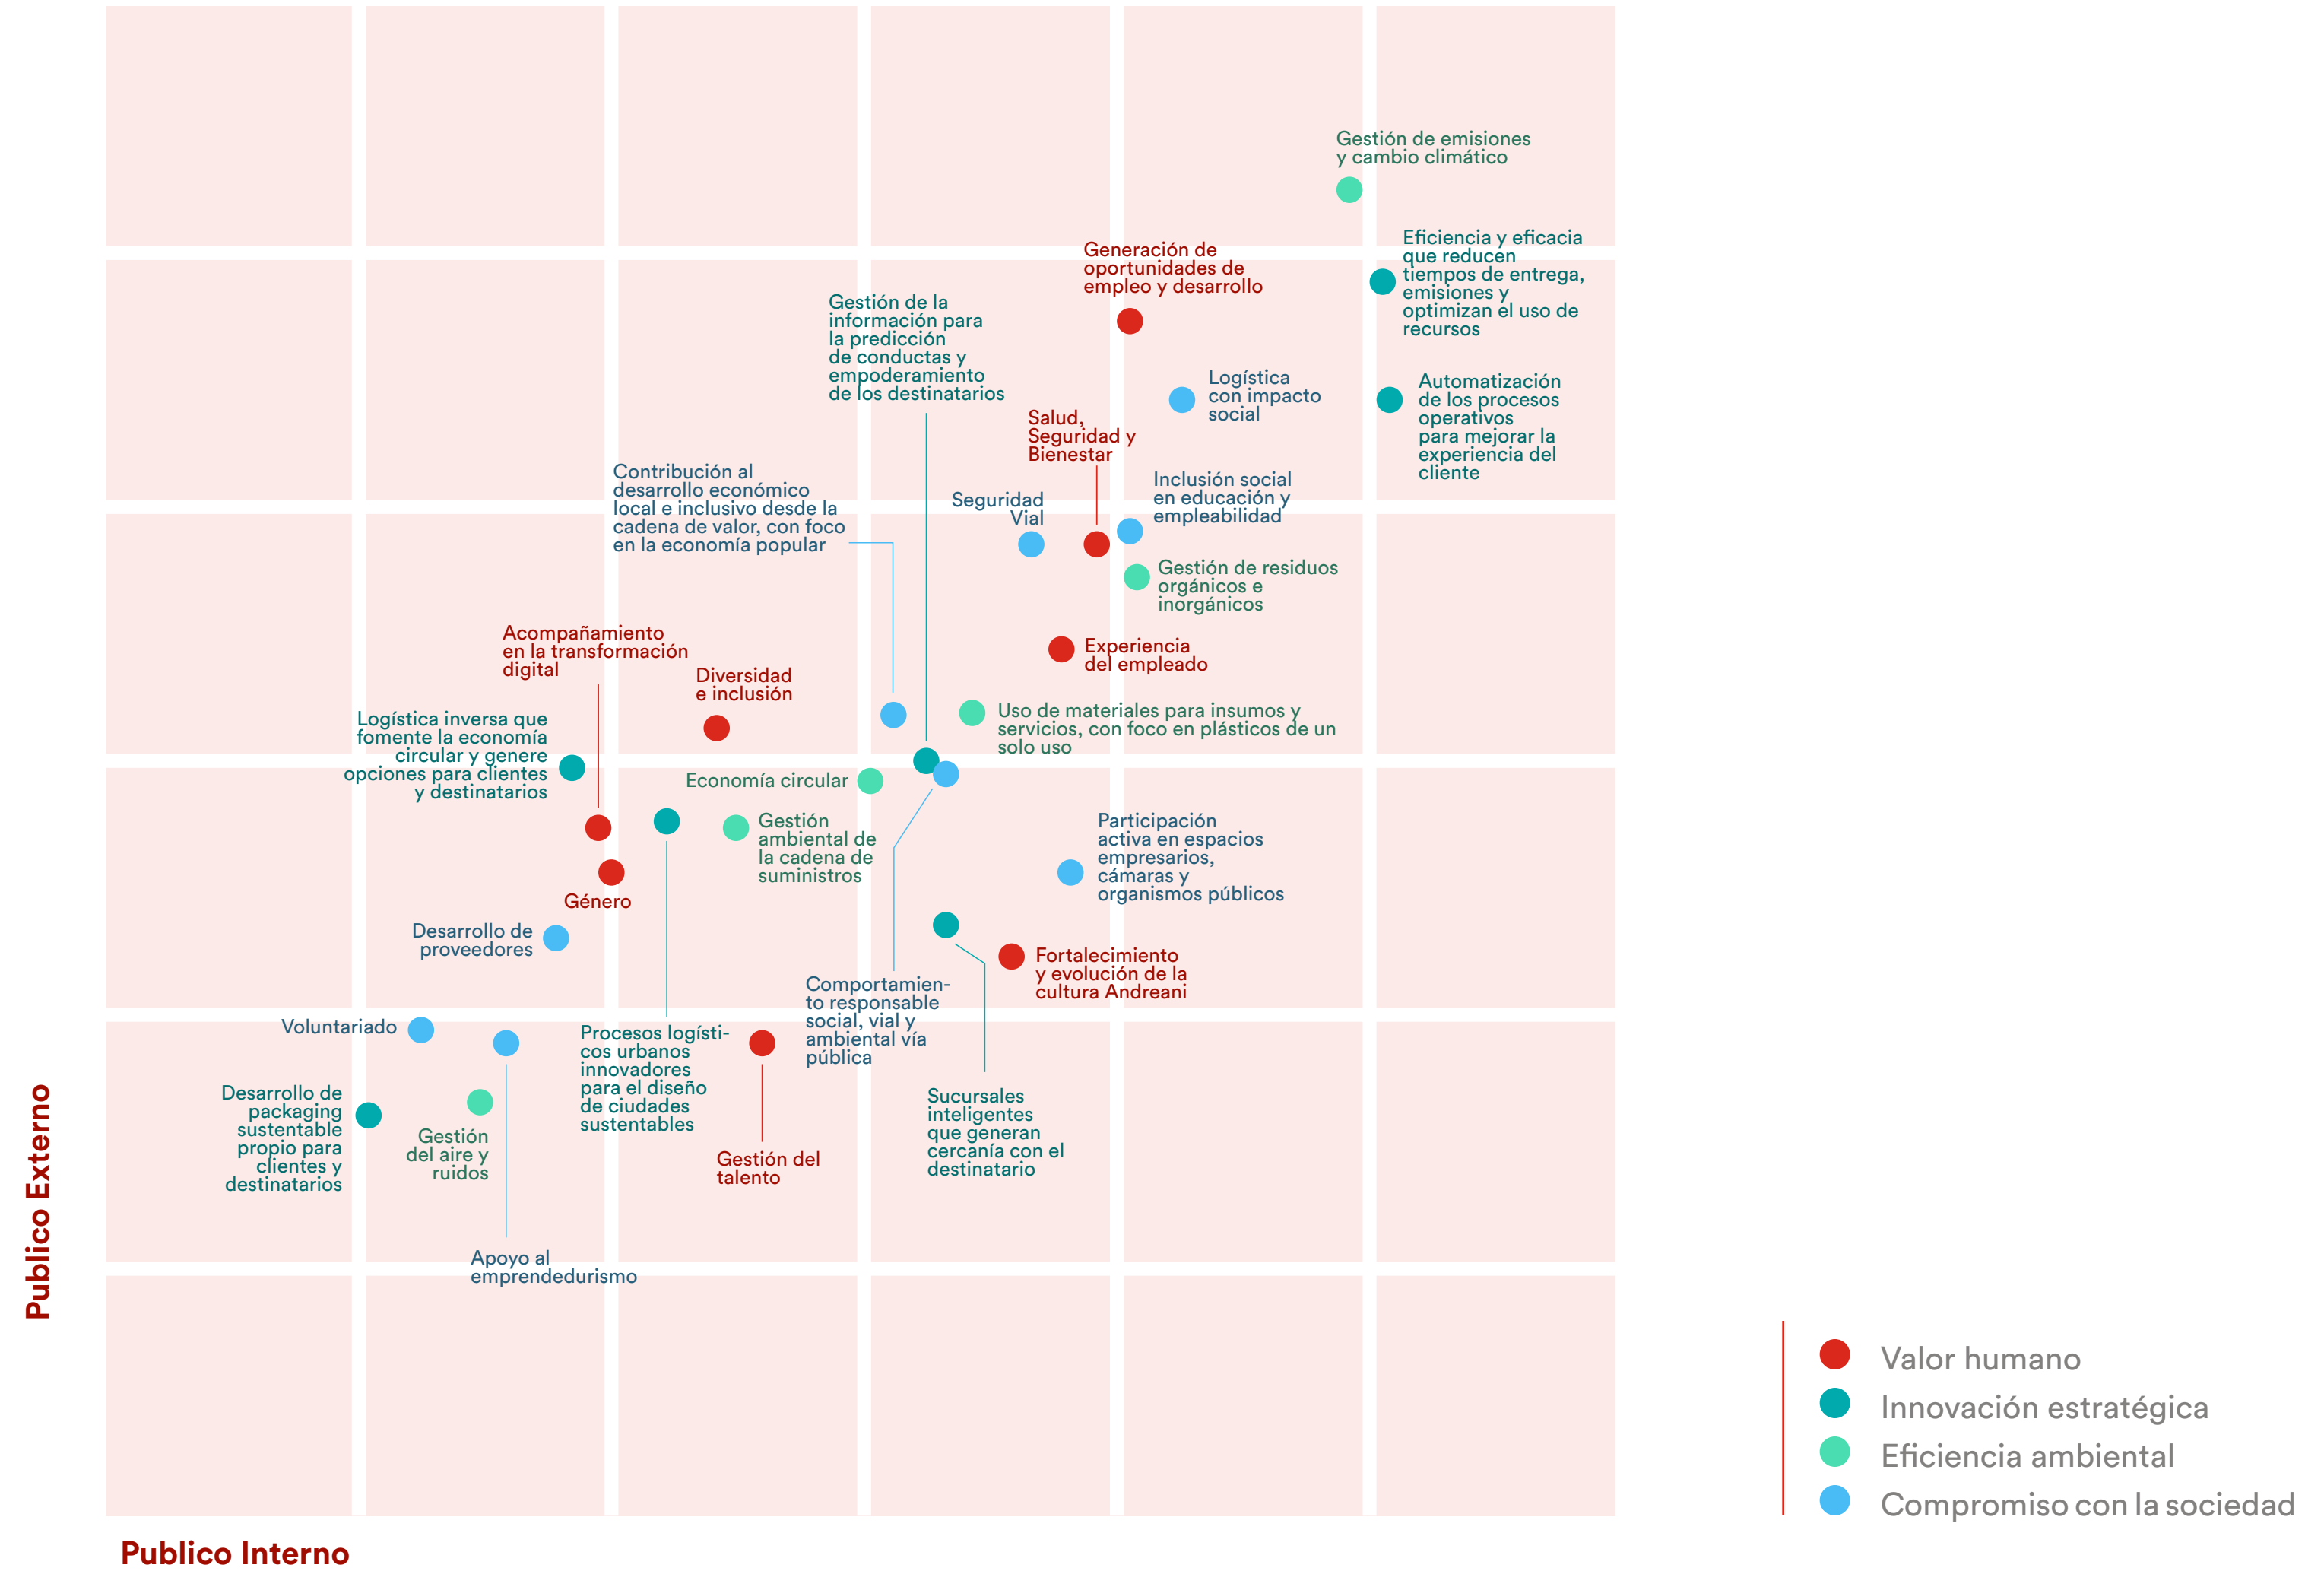 Gestión de emisiones
y cambio climático
Eficiencia y eficacia
que reducen
tiempos de entrega,
emisiones y
optimizan el uso de
recursos
Generación de
oportunidades de
empleo y desarrollo
Gestión de la
información para
la predicción
de conductas y
empoderamiento
de los destinatarios
Logística
con impacto
social
Automatización
de los procesos
operativos
para mejorar la
experiencia del
cliente
Salud,
Seguridad y
Bienestar
Contribución al
desarrollo económico
local e inclusivo desde la
cadena de valor, con foco
en la economía popular
Seguridad
Vial
Inclusión social
en educación y
empleabilidad
Gestión de residuos
orgánicos e
inorgánicos
Acompañamiento
en la transformación
digital
Experiencia
del empleado
Diversidad
e inclusión
Logística inversa que
fomente la economía
circular y genere
opciones para clientes
y destinatarios
Uso de materiales para insumos y
servicios, con foco en plásticos de un
solo uso
Economía circular
Gestión
ambiental de
la cadena de
suministros
Participación
activa en espacios
empresarios,
cámaras y
organismos públicos
Género
Desarrollo de
proveedores
Fortalecimiento
y evolución de la
cultura Andreani
Comportamien-
to responsable
social, vial y
ambiental vía
pública
Voluntariado
Procesos logísti-
cos urbanos
innovadores
para el diseño
de ciudades
sustentables
Desarrollo de
packaging
sustentable
propio para
clientes y
destinatarios
Gestión
del aire y
ruidos
Sucursales
inteligentes
que generan
cercanía con el
destinatario
Gestión del
talento
Apoyo al
emprendedurismo
Publico Externo
Publico Interno
Valor humano
Innovación estratégica
Eficiencia ambiental
Compromiso con la sociedad